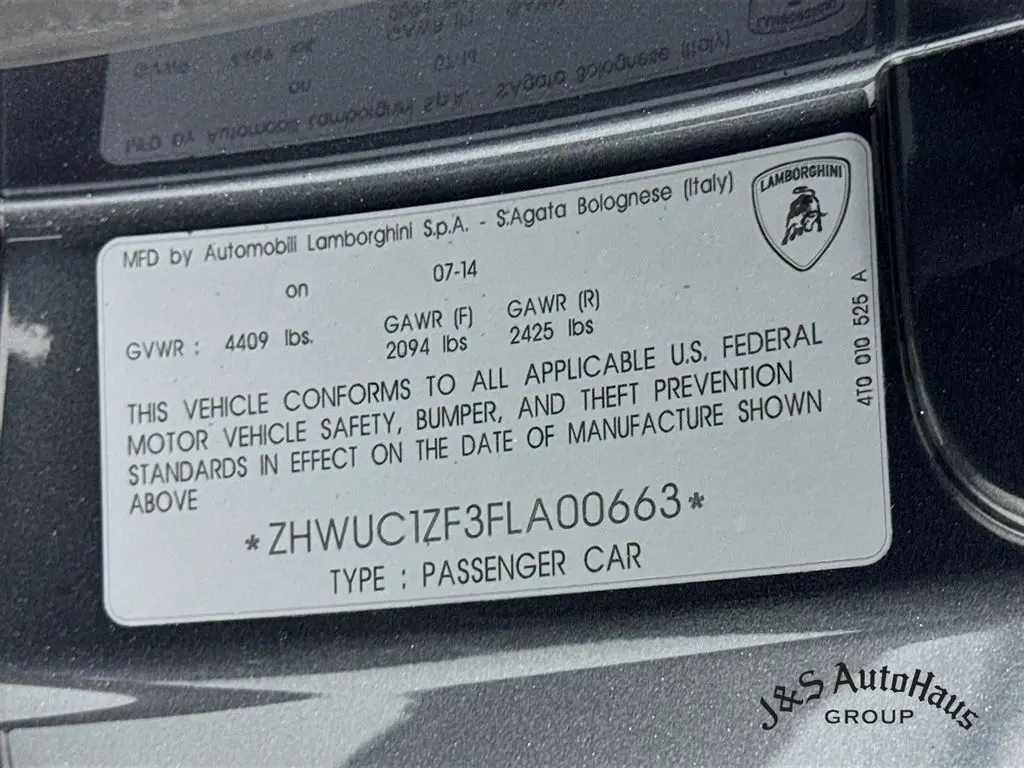 MFD by Automobili Lamborghini S.p.A. - S.Agata Bolognese (Italy)
LAMBORGHINI
on 07-14
GVWR : 4409 lbs. GAWR (F) 2094 lbs GAWR (R) 2425 lbs
THIS VEHICLE CONFORMS TO ALL APPLICABLE U.S. FEDERAL
MOTOR VEHICLE SAFETY, BUMPER, AND THEFT PREVENTION
STANDARDS IN EFFECT ON THE DATE OF MANUFACTURE SHOWN
ABOVE
*ZHWUC1ZF3FLA00663*
TYPE : PASSENGER CAR
4T0 010 525 A
J&S AutoHaus
GROUP